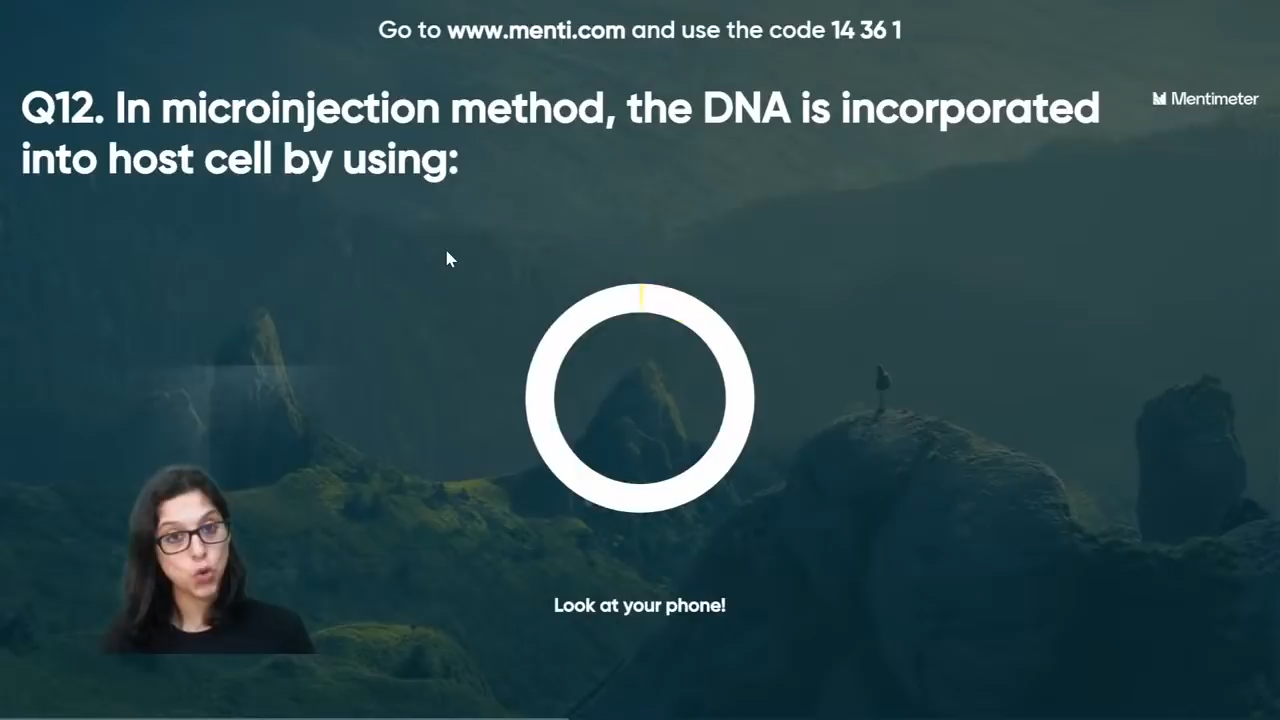 Go to www.menti.com and use the code 14 36 1
Q12. In microinjection method, the DNA is incorporated
into host cell by using:
Mentimeter
Look at your phone!